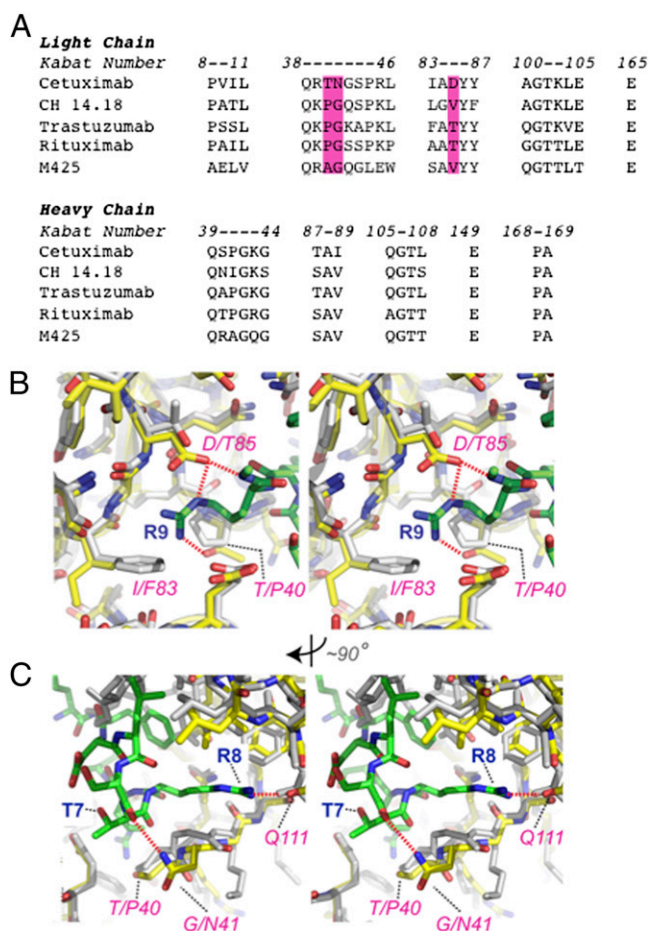 A
Light Chain
Kabat Number 8--11 38-------46 83---87 100----105 165
Cetuximab PVIL QRTNGSPRL IADYY AGTKLE E
CH 14.18 PATL QKPGQSPKL LGVYF AGTKLE E
Trastuzumab PSSL QKPGKAPKL FATYY QGTKVE E
Rituximab PAIL QKPGSSPKP AATYY GGTTLE E
M425 AELV QRAGQGLEW SAVYY QGTTLT E
Heavy Chain
Kabat Number 39----44 87-89 105-108 149 168-169
Cetuximab QSPGKG TAI QGTL E PA
CH 14.18 QNIGKS SAV QGTS E PA
Trastuzumab QAPGKG TAV QGTL E PA
Rituximab QTPGRG SAV AGTT E PA
M425 QRAGQG SAV QGTT E PA
B
D/T85 D/T85
R9 R9
I/F83 T/P40 I/F83 T/P40
~90°
C
R8 R8
T7 T7
Q111 Q111
T/P40 T/P40
G/N41 G/N41